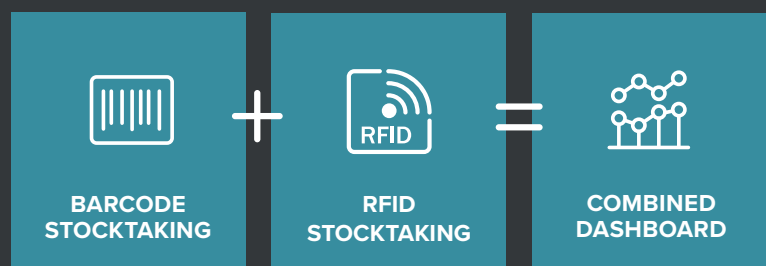 BARCODE
STOCKTAKING
+
RFID
RFID
STOCKTAKING
=
COMBINED
DASHBOARD